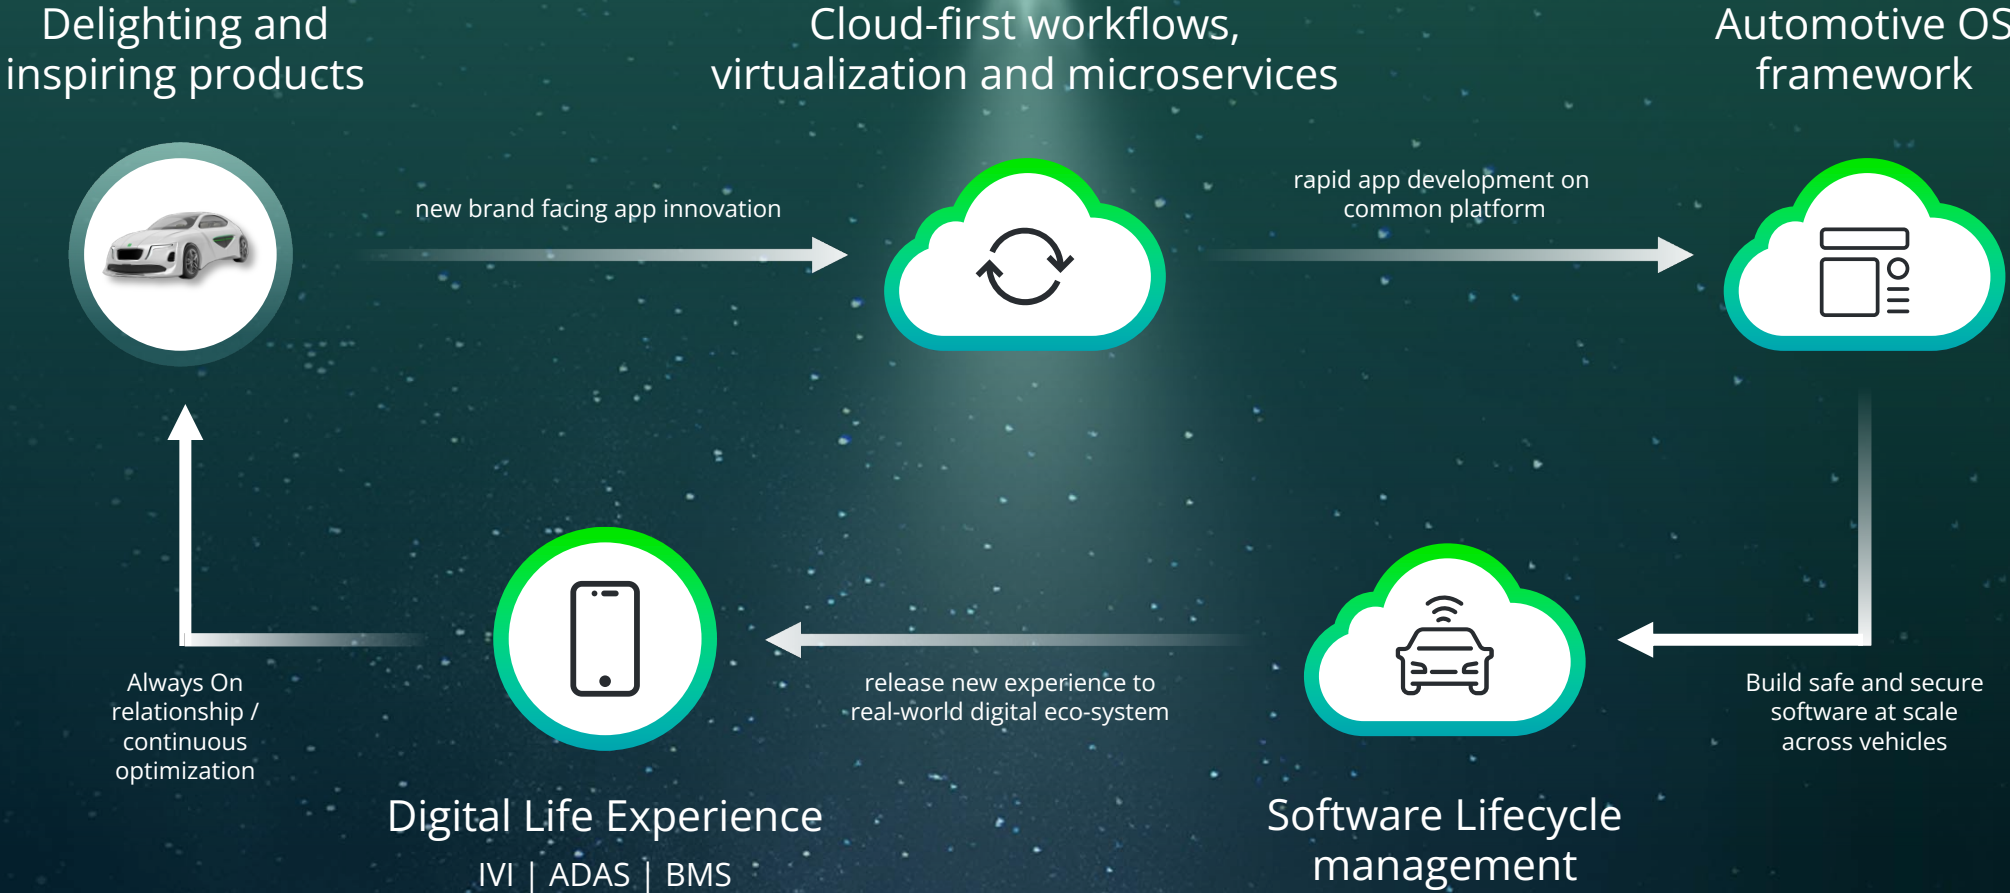 Delighting and
inspiring products
Cloud-first workflows,
virtualization and microservices
Automotive OS
framework
new brand facing app innovation
rapid app development on
common platform
Always On
relationship /
continuous
optimization
release new experience to
real-world digital eco-system
Build safe and secure
software at scale
across vehicles
Digital Life Experience
IVI | ADAS | BMS
Software Lifecycle
management